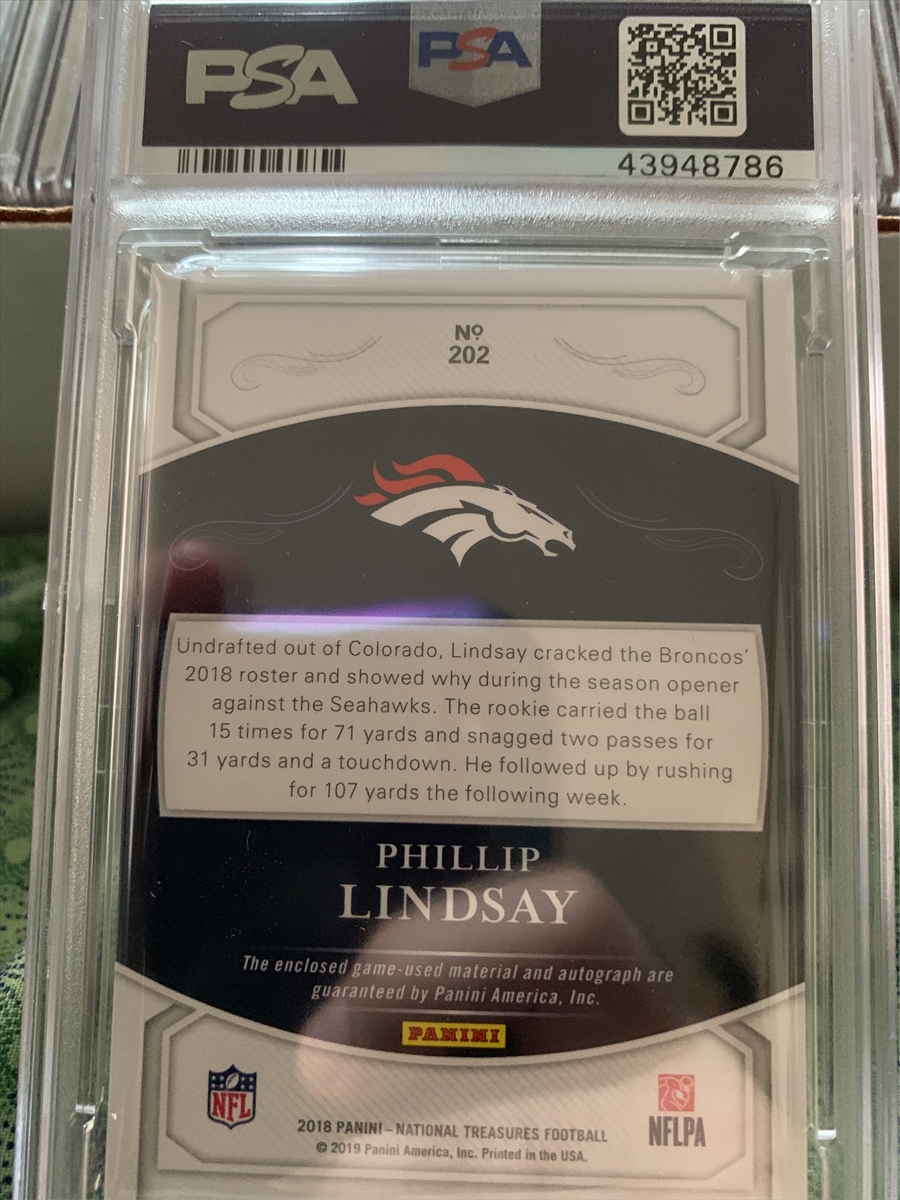 PSA
PSA
43948786
Nº
202
Undrafted out of Colorado, Lindsay cracked the Broncos'
2018 roster and showed why during the season opener
against the Seahawks. The rookie carried the ball
15 times for 71 yards and snagged two passes for
31 yards and a touchdown. He followed up by rushing
for 107 yards the following week.
PHILLIP
LINDSAY
The enclosed game-used material and autograph are
guaranteed by Panini America, Inc.
PANINI
NFL
NFLPA
2018 PANINI – NATIONAL TREASURES FOOTBALL
© 2019 Panini America, Inc. Printed in the USA.